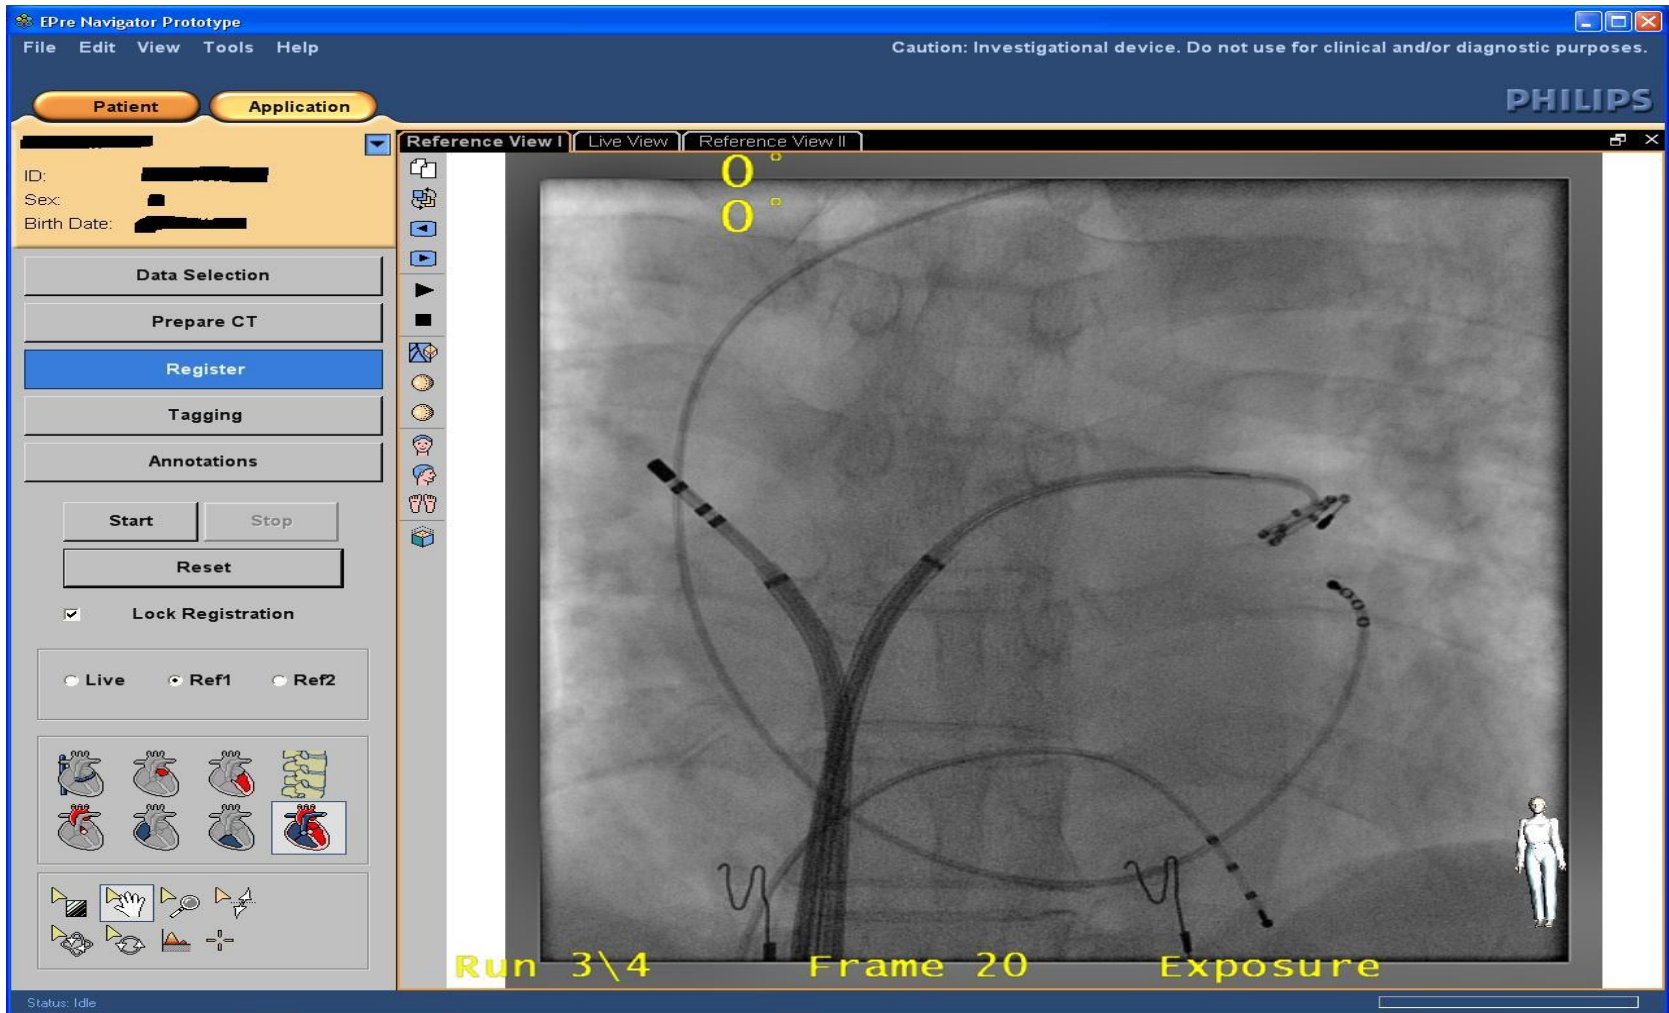 EPre Navigator Prototype
File Edit View Tools Help
Caution: Investigational device. Do not use for clinical and/or diagnostic purposes.
Patient Application
PHILIPS
ID:
Sex:
Birth Date:
Data Selection
Prepare CT
Register
Tagging
Annotations
Start Stop
Reset
Lock Registration
Live Ref1 Ref2
Reference View I Live View Reference View II
0°
0°
Run 3\4 Frame 20 Exposure
Status: Idle